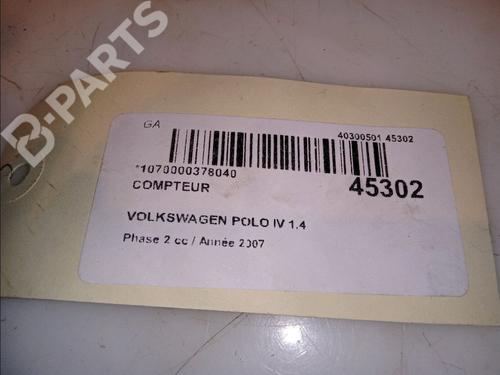 B-PARTS
GA
40300501 45302
*1070000378040
COMPTEUR
45302
VOLKSWAGEN POLO IV 1.4
Phase 2 cc / Année 2007